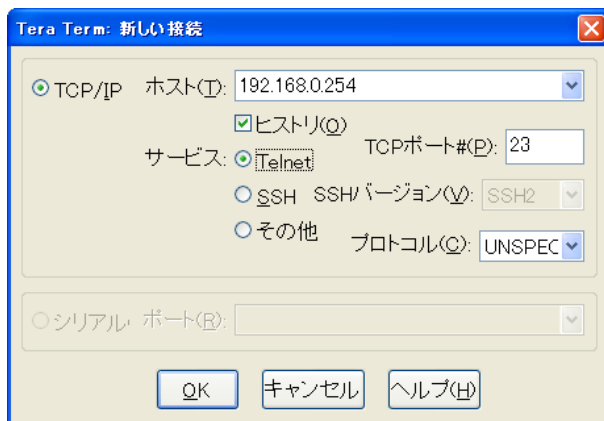 Tera Term: 新しい接続
TCP/IP ホスト(T): 192.168.0.254
ヒストリ(O)
サービス: Telnet TCPポート#(P): 23
SSH SSHバージョン(V): SSH2
その他 プロトコル(C): UNSPEC
シリアル ポート(R):
OK キャンセル ヘルプ(H)